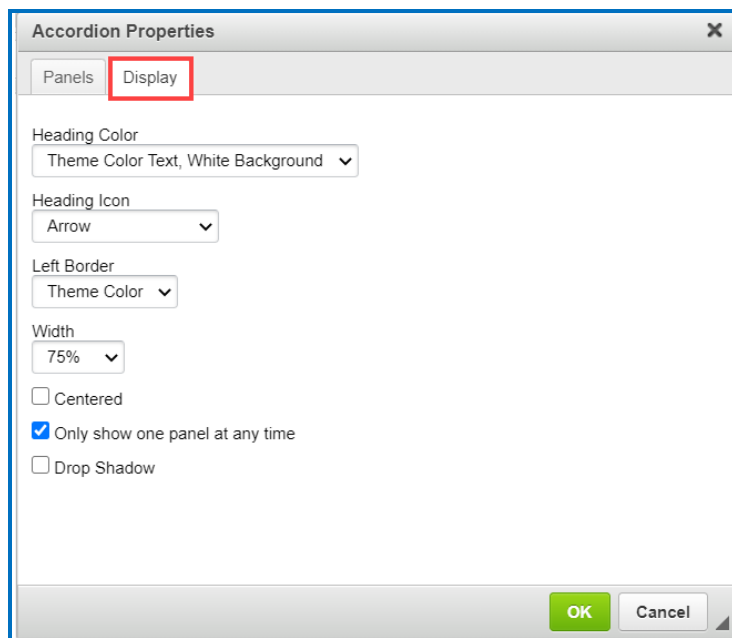 Accordion Properties
Panels Display
Heading Color
Theme Color Text, White Background
Heading Icon
Arrow
Left Border
Theme Color
Width
75%
Centered
Only show one panel at any time
Drop Shadow
OK Cancel